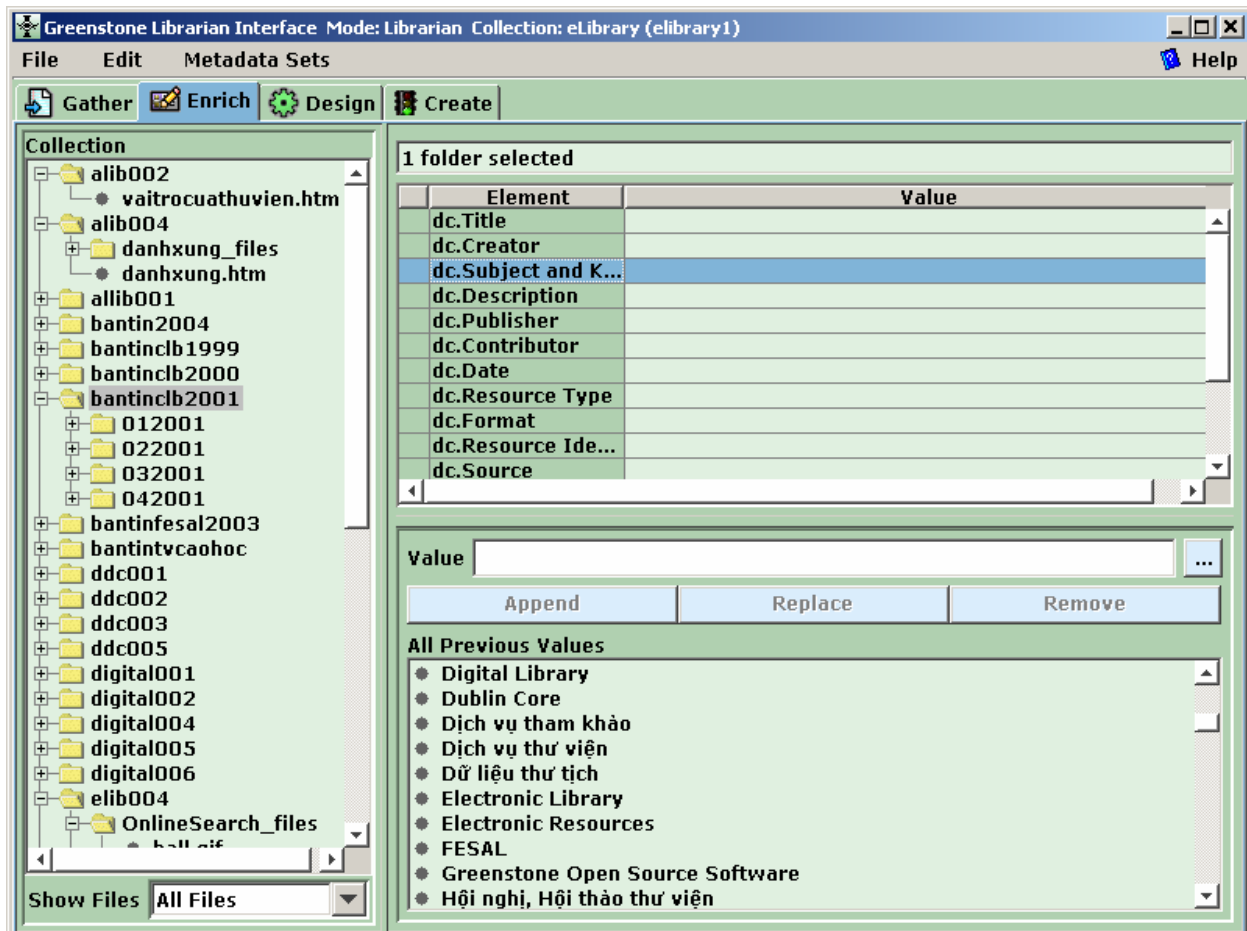 Greenstone Librarian Interface Mode: Librarian Collection: eLibrary (elibrary1)
File Edit Metadata Sets Help
Gather Enrich Design Create
Collection
alib002
vaitrocuathuvien.htm
alib004
danhxung_files
danhxung.htm
allib001
bantin2004
bantinclb1999
bantinclb2000
bantinclb2001
012001
022001
032001
042001
bantinfesal2003
bantintvcaohoc
ddc001
ddc002
ddc003
ddc005
digital001
digital002
digital004
digital005
digital006
elib004
OnlineSearch_files
ball.gif
Show Files All Files
1 folder selected
Element Value
dc.Title
dc.Creator
dc.Subject and K...
dc.Description
dc.Publisher
dc.Contributor
dc.Date
dc.Resource Type
dc.Format
dc.Resource Ide...
dc.Source
Value ...
Append Replace Remove
All Previous Values
Digital Library
Dublin Core
Dịch vụ tham khảo
Dịch vụ thư viện
Dữ liệu thư tịch
Electronic Library
Electronic Resources
FESAL
Greenstone Open Source Software
Hội nghị, Hội thảo thư viện